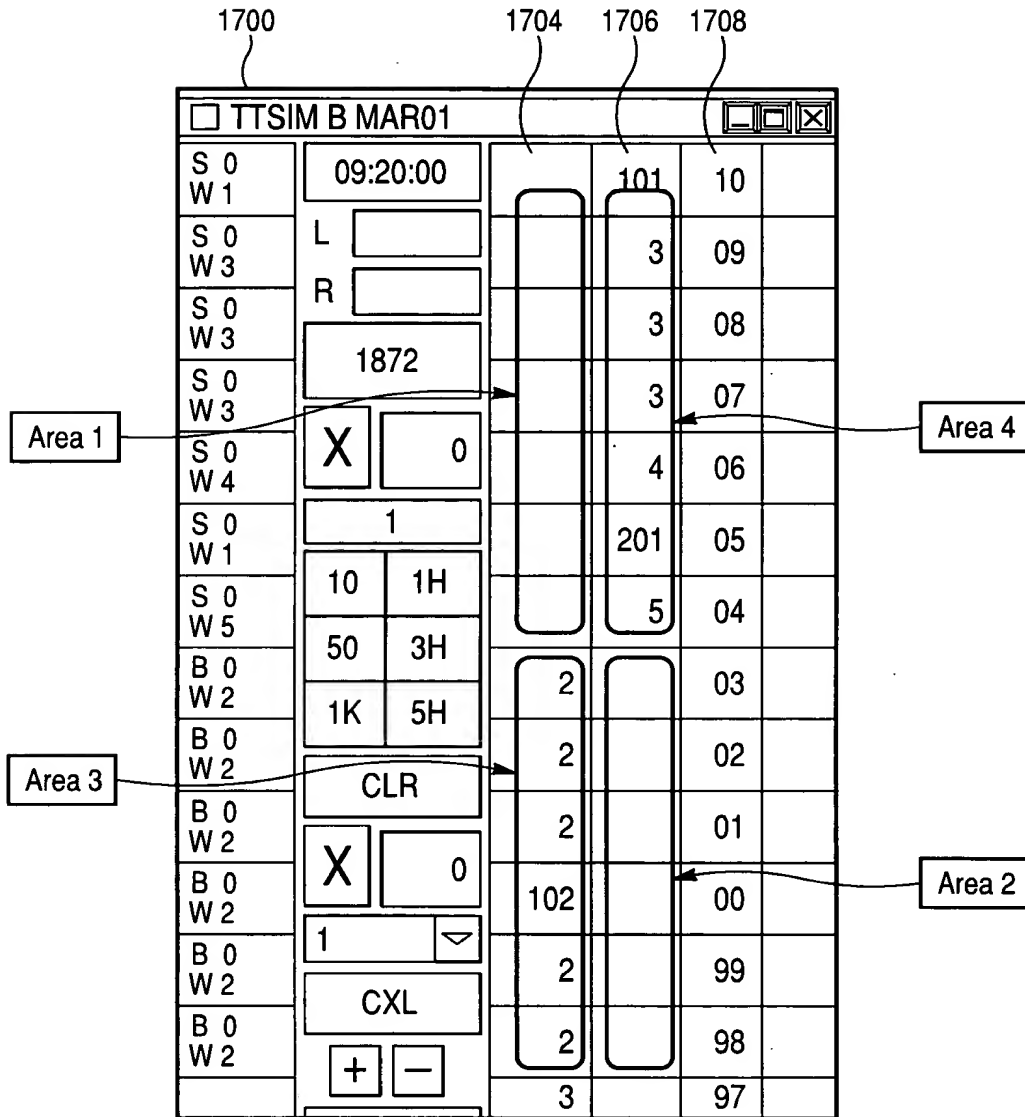 1700
1704
1706
1708
TTSIM B MAR01
S 0
W 1
09:20:00
101
10
S 0
W 3
L
3
09
S 0
W 3
R
3
08
1872
S 0
W 3
3
07
Area 1
Area 4
X
0
S 0
W 4
4
06
S 0
W 1
1
201
05
10
1H
S 0
W 5
5
04
50
3H
B 0
W 2
2
03
1K
5H
B 0
W 2
2
02
Area 3
CLR
B 0
W 2
2
01
X
0
B 0
W 2
102
00
Area 2
1
B 0
W 2
2
99
CXL
B 0
W 2
2
98
+
−
3
97